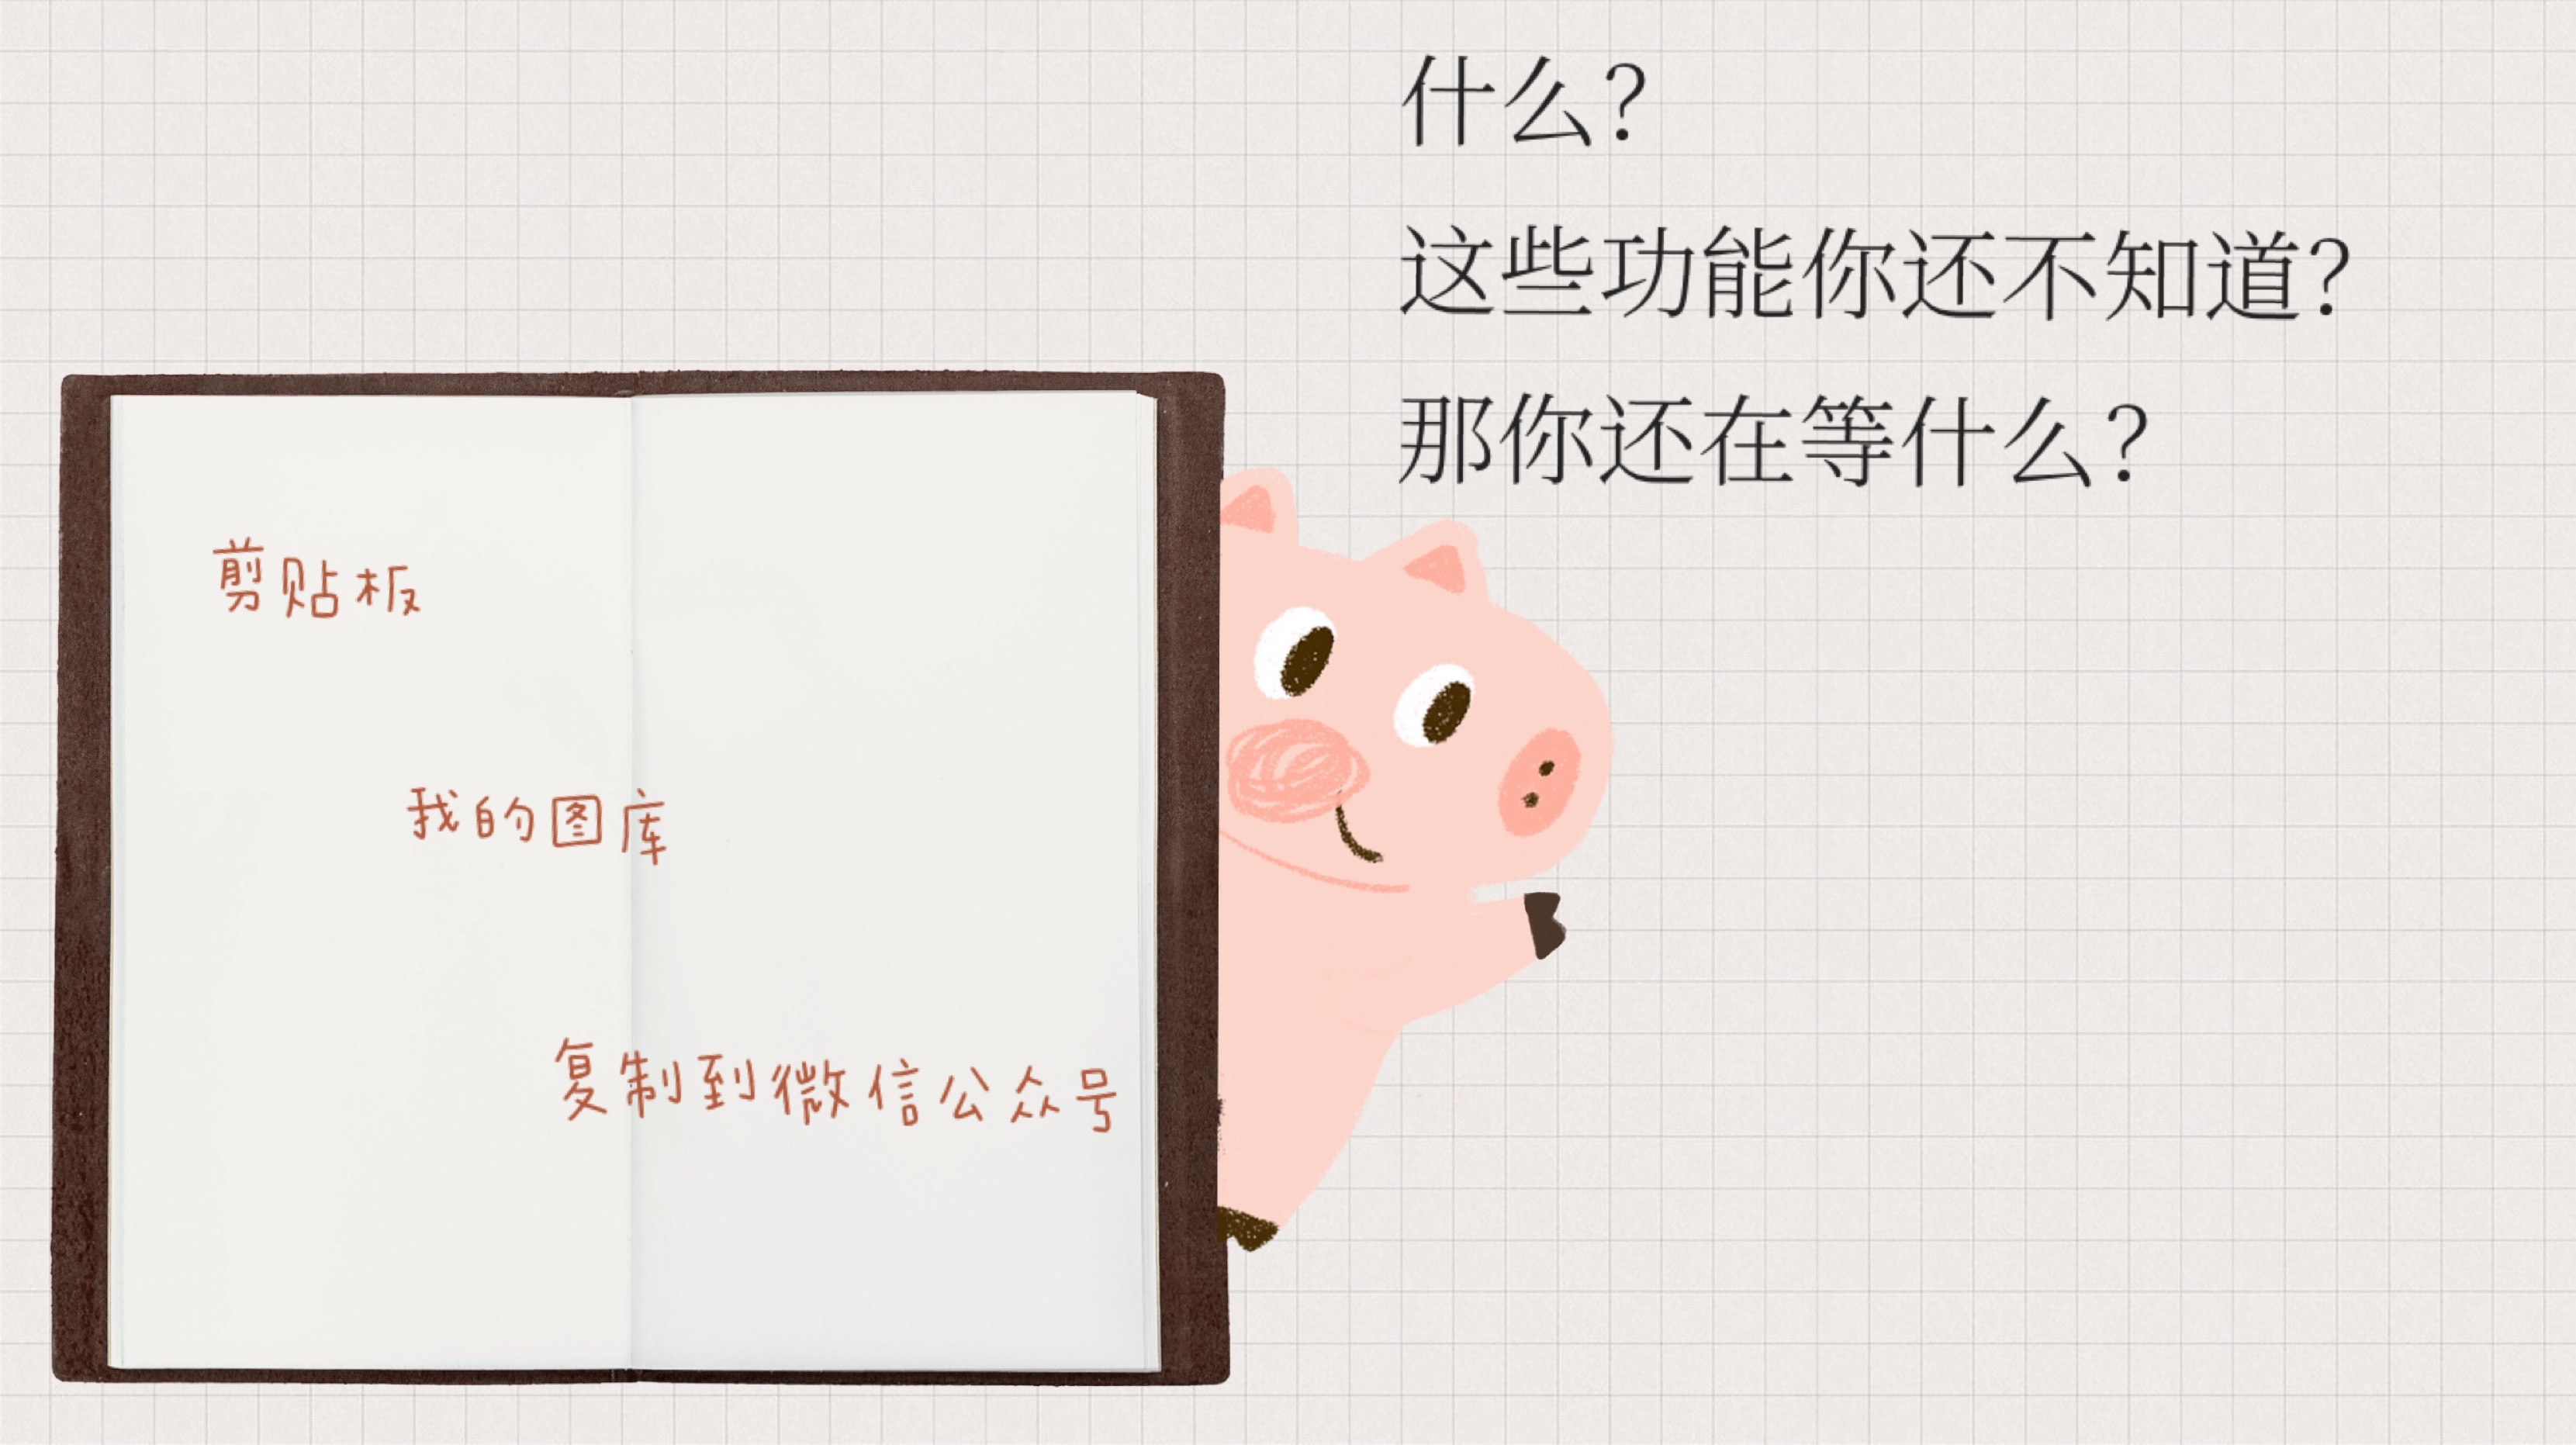 什么？
这些功能你还不知道？
那你还在等什么？
剪贴板
我的图库
复制到微信公众号